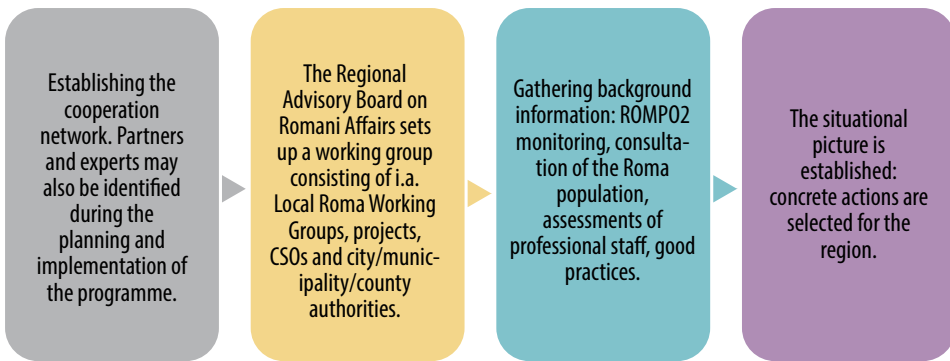 Establishing the
cooperation
network. Partners
and experts may
also be identified
during the
planning and
implementation of
the programme.
The Regional
Advisory Board on
Romani Affairs sets
up a working group
consisting of i.a.
Local Roma Working
Groups, projects,
CSOs and city/munic-
ipality/county
authorities.
Gathering background
information: ROMPO2
monitoring, consulta-
tion of the Roma
population,
assessments of
professional staff, good
practices.
The situational
picture is
established:
concrete actions are
selected for the
region.